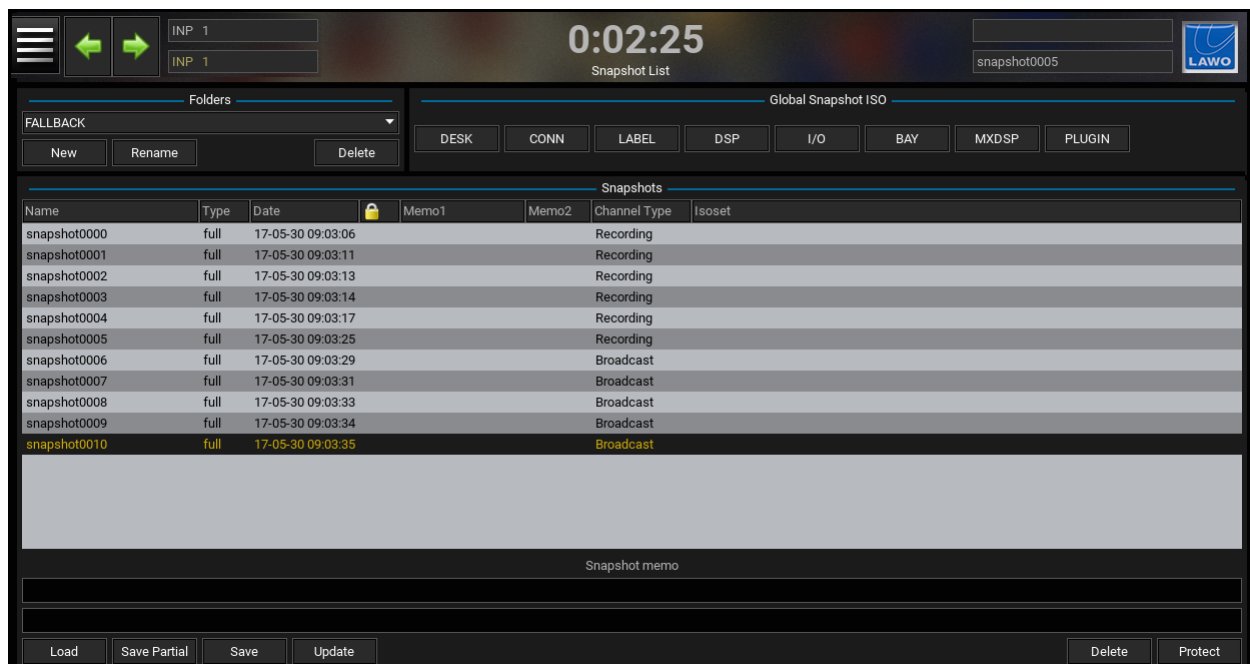 INP 1
INP 1
0:02:25
Snapshot List
snapshot0005
LAWO
Folders
FALLBACK
New Rename Delete
Global Snapshot ISO
DESK CONN LABEL DSP I/O BAY MXDSP PLUGIN
Snapshots
Name Type Date Memo1 Memo2 Channel Type Isoset
snapshot0000 full 17-05-30 09:03:06 Recording
snapshot0001 full 17-05-30 09:03:11 Recording
snapshot0002 full 17-05-30 09:03:13 Recording
snapshot0003 full 17-05-30 09:03:14 Recording
snapshot0004 full 17-05-30 09:03:17 Recording
snapshot0005 full 17-05-30 09:03:25 Recording
snapshot0006 full 17-05-30 09:03:29 Broadcast
snapshot0007 full 17-05-30 09:03:31 Broadcast
snapshot0008 full 17-05-30 09:03:33 Broadcast
snapshot0009 full 17-05-30 09:03:34 Broadcast
snapshot0010 full 17-05-30 09:03:35 Broadcast
Snapshot memo
Load Save Partial Save Update Delete Protect